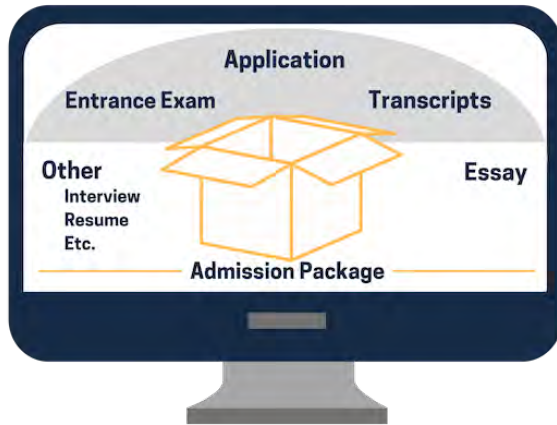 Application
Entrance Exam
Transcripts
Other
Interview
Resume
Etc.
Essay
Admission Package